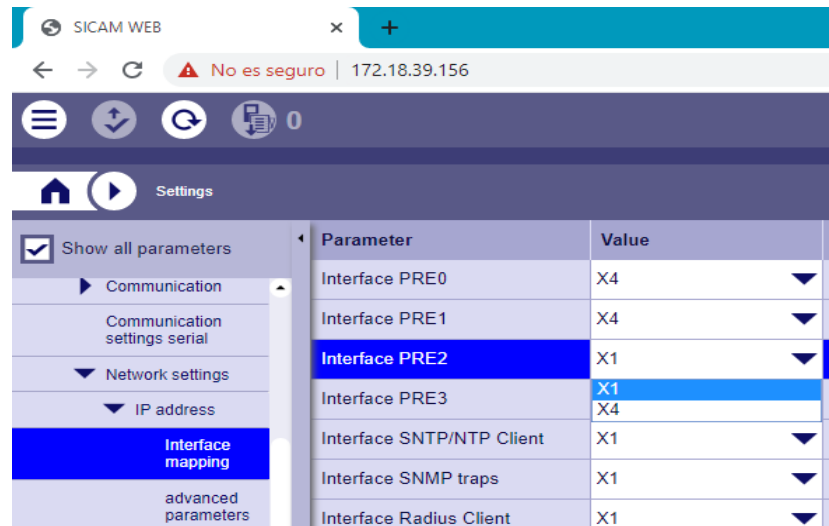 SICAM WEB
No es seguro | 172.18.39.156
0
Settings
Show all parameters
Communication
Communication
settings serial
Network settings
IP address
Interface
mapping
advanced
parameters
Parameter Value
Interface PRE0 X4
Interface PRE1 X4
Interface PRE2 X1
Interface PRE3 X1
X4
Interface SNTP/NTP Client X1
Interface SNMP traps X1
Interface Radius Client X1